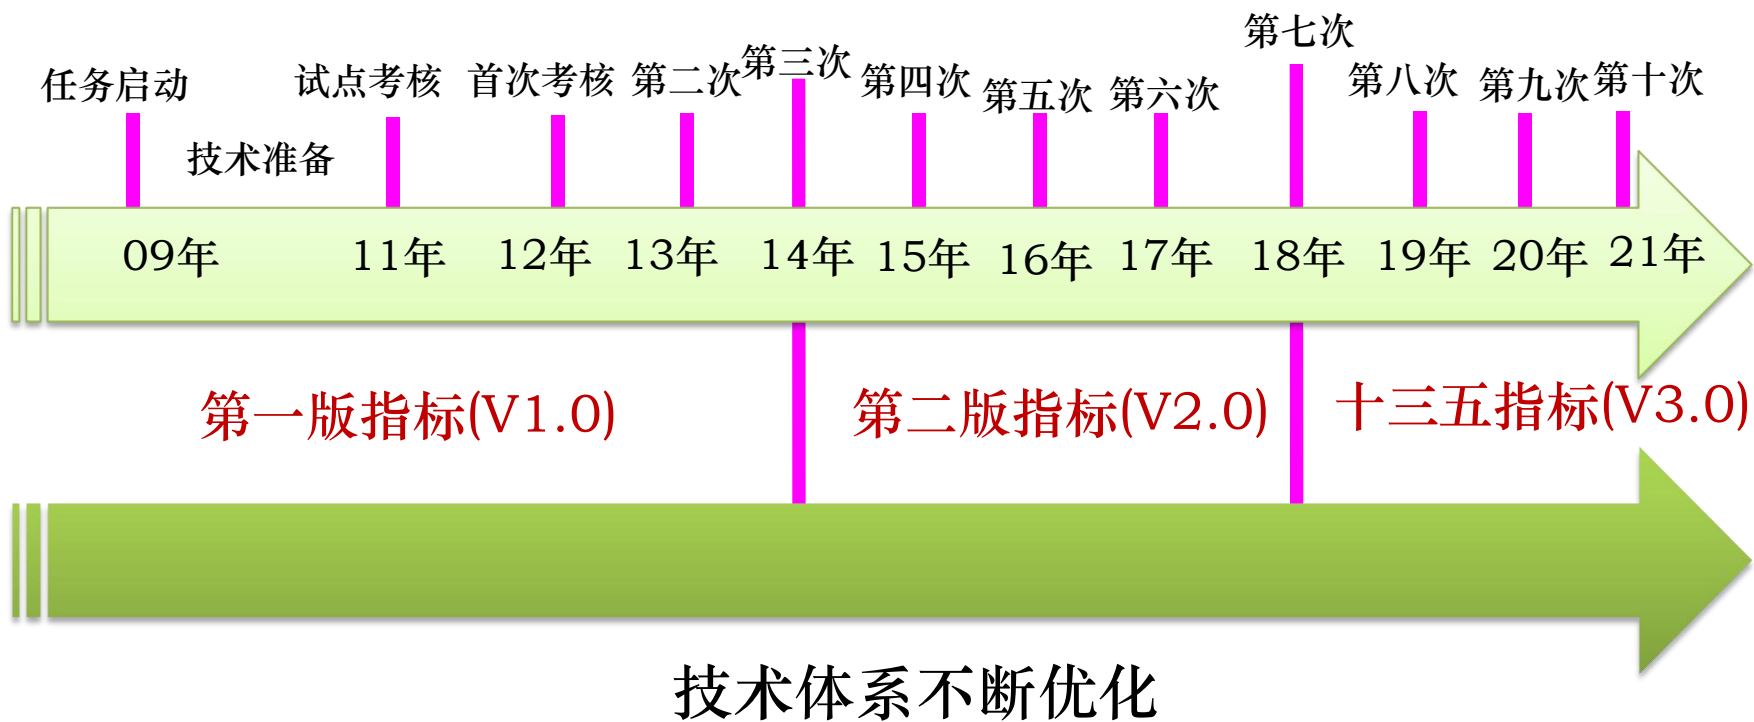 任务启动
技术准备
试点考核
首次考核
第二次
第三次
第四次
第五次
第六次
第七次
第八次
第九次
第十次
09年
11年
12年
13年
14年
15年
16年
17年
18年
19年
20年
21年
第一版指标(V1.0)
第二版指标(V2.0)
十三五指标(V3.0)
技术体系不断优化